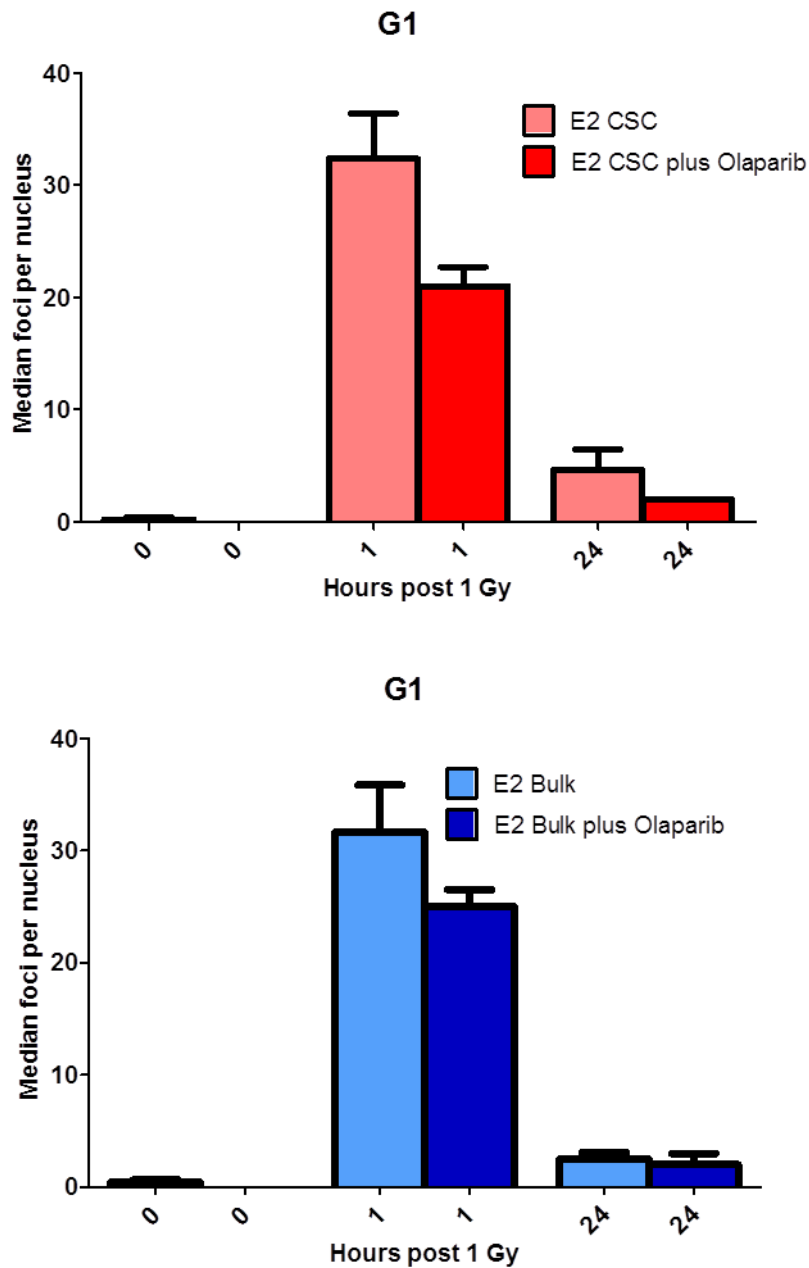 G1
40
E2 CSC
E2 CSC plus Olaparib
30
20
10
0
Median foci per nucleus
0 0 1 1 24 24
Hours post 1 Gy
G1
40
E2 Bulk
E2 Bulk plus Olaparib
30
20
10
0
Median foci per nucleus
0 0 1 1 24 24
Hours post 1 Gy